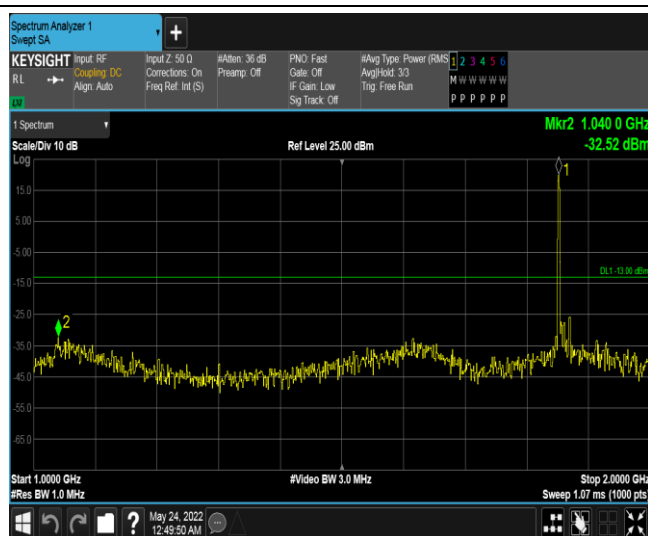 Spectrum Analyzer 1
Swept SA
+
KEYSIGHT
RL
LXI
Input: RF
Coupling: DC
Align: Auto
Input Z: 50 Ω
Corrections: On
Freq Ref: Int (S)
#Atten: 36 dB
Preamp: Off
PNO: Fast
Gate: Off
IF Gain: Low
Sig Track: Off
#Avg Type: Power (RMS
Avg|Hold: 3/3
Trig: Free Run
1 2 3 4 5 6
M W W W W W
P P P P P P
1 Spectrum
Mkr2 1.040 0 GHz
Scale/Div 10 dB
Ref Level 25.00 dBm
-32.52 dBm
Log
1
15.0
5.00
-5.00
DL1 -13.00 dBm
-15.0
-25.0
2
-35.0
-45.0
-55.0
-65.0
Start 1.0000 GHz
#Video BW 3.0 MHz
Stop 2.0000 GHz
#Res BW 1.0 MHz
Sweep 1.07 ms (1000 pts)
?
May 24, 2022
12:49:50 AM